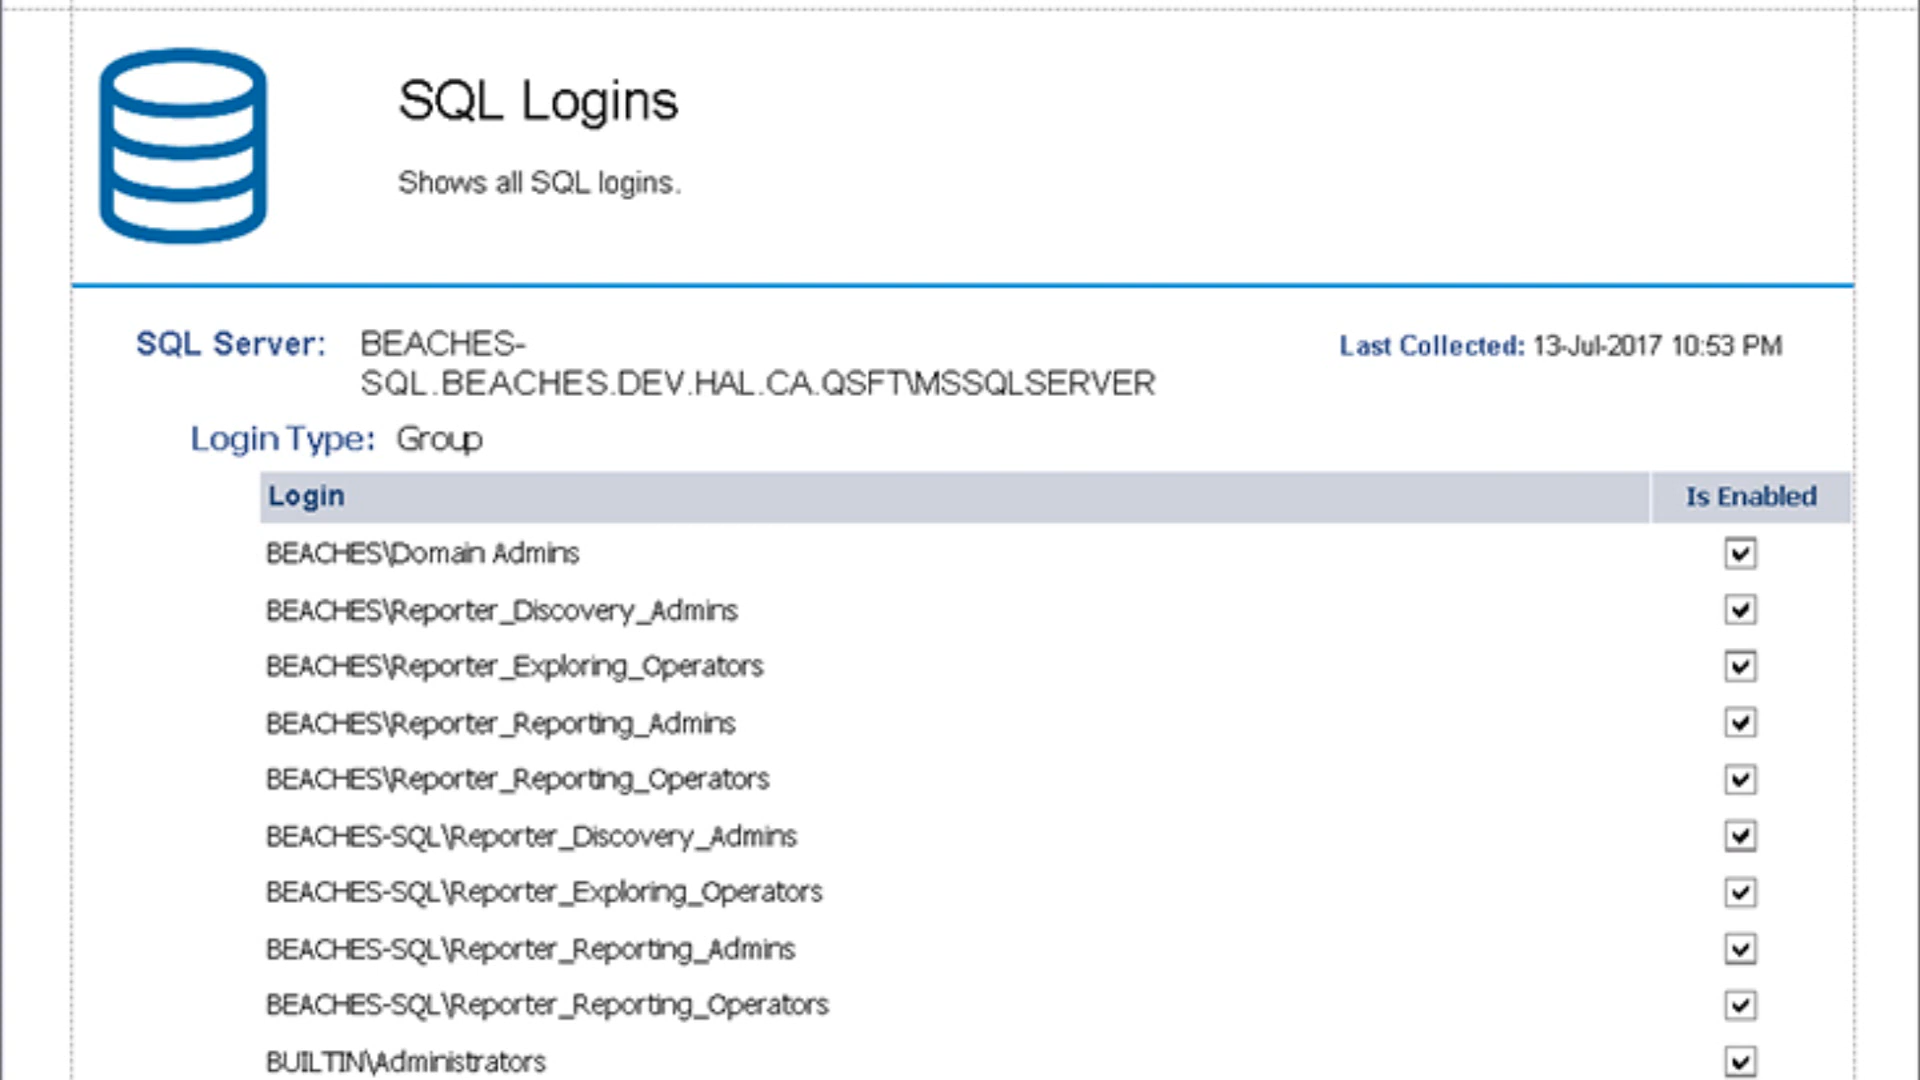 SQL Logins
Shows all SQL logins.
SQL Server: BEACHES-
SQL.BEACHES.DEV.HAL.CA.QSFT\MSSQLSERVER
Last Collected: 13-Jul-2017 10:53 PM
Login Type: Group
Login Is Enabled
BEACHES\Domain Admins
BEACHES\Reporter_Discovery_Admins
BEACHES\Reporter_Exploring_Operators
BEACHES\Reporter_Reporting_Admins
BEACHES\Reporter_Reporting_Operators
BEACHES-SQL\Reporter_Discovery_Admins
BEACHES-SQL\Reporter_Exploring_Operators
BEACHES-SQL\Reporter_Reporting_Admins
BEACHES-SQL\Reporter_Reporting_Operators
BUILTIN\Administrators